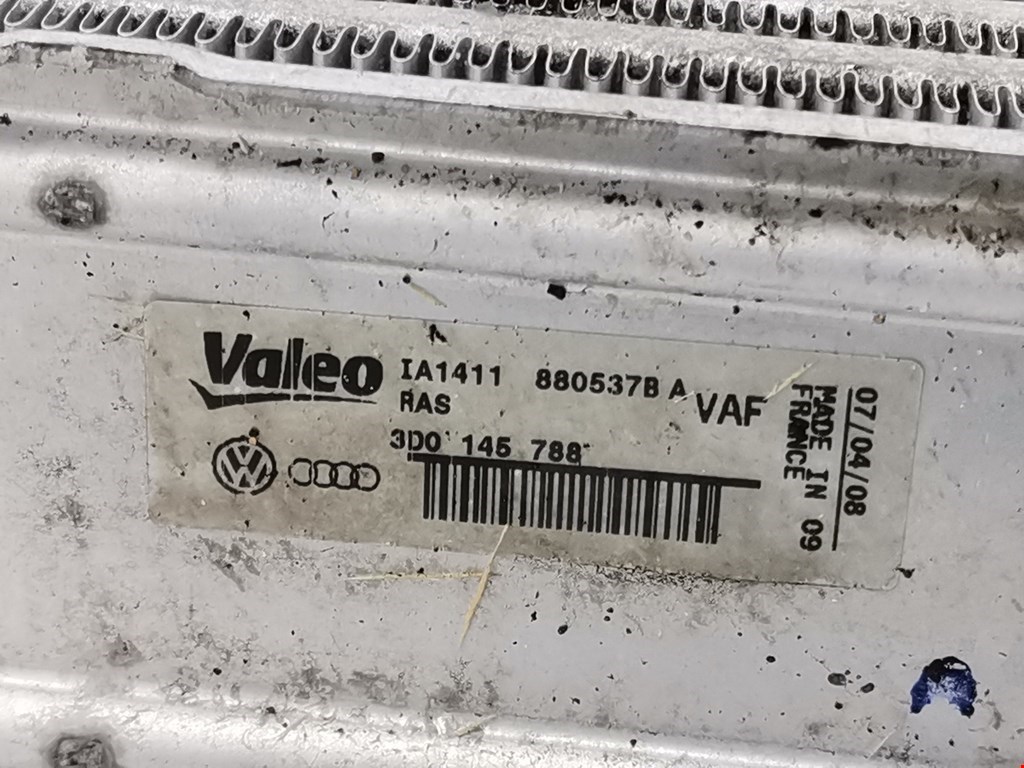 Valeo IA1411 880537B A VAF
RAS
3D0 145 788
07/04/08
MADE IN 09
FRANCE